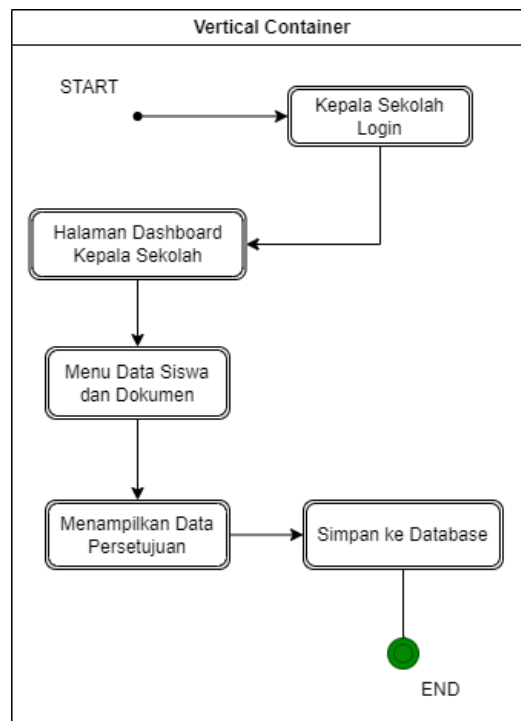 Vertical Container
START
Kepala Sekolah
Login
Halaman Dashboard
Kepala Sekolah
Menu Data Siswa
dan Dokumen
Menampilkan Data
Persetujuan
Simpan ke Database
END